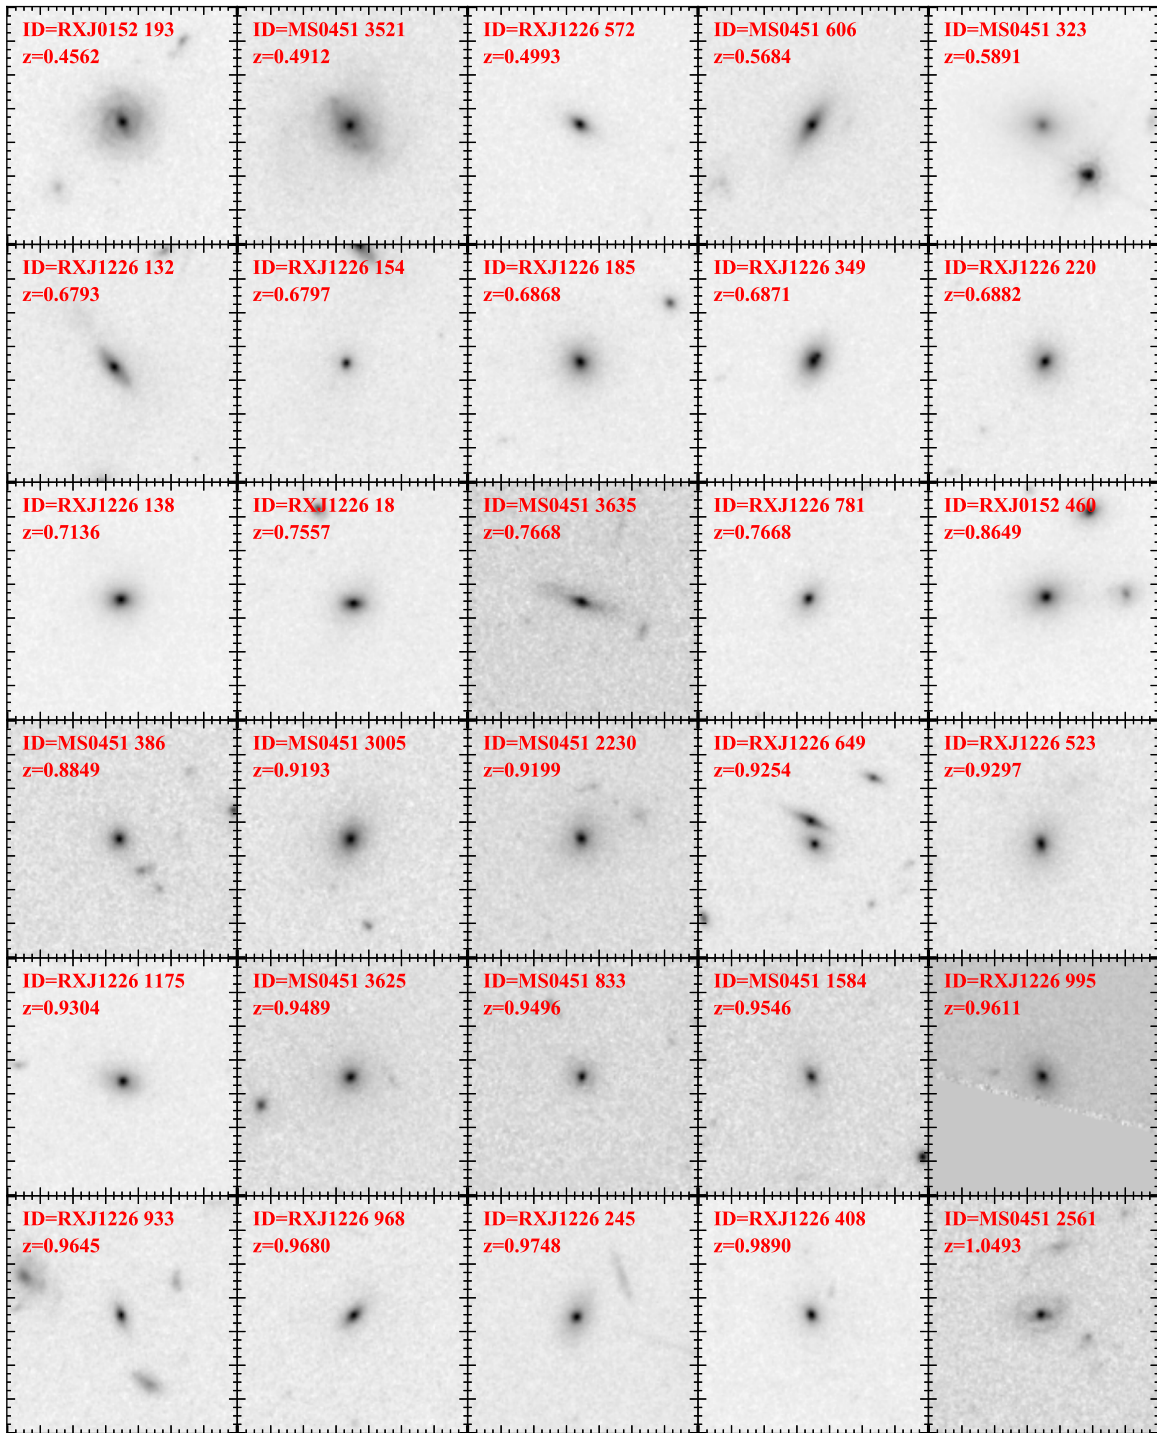 ID=RXJ0152 193
z=0.4562
ID=MS0451 3521
z=0.4912
ID=RXJ1226 572
z=0.4993
ID=MS0451 606
z=0.5684
ID=MS0451 323
z=0.5891
ID=RXJ1226 132
z=0.6793
ID=RXJ1226 154
z=0.6797
ID=RXJ1226 185
z=0.6868
ID=RXJ1226 349
z=0.6871
ID=RXJ1226 220
z=0.6882
ID=RXJ1226 138
z=0.7136
ID=RXJ1226 18
z=0.7557
ID=MS0451 3635
z=0.7668
ID=RXJ1226 781
z=0.7668
ID=RXJ0152 460
z=0.8649
ID=MS0451 386
z=0.8849
ID=MS0451 3005
z=0.9193
ID=MS0451 2230
z=0.9199
ID=RXJ1226 649
z=0.9254
ID=RXJ1226 523
z=0.9297
ID=RXJ1226 1175
z=0.9304
ID=MS0451 3625
z=0.9489
ID=MS0451 833
z=0.9496
ID=MS0451 1584
z=0.9546
ID=RXJ1226 995
z=0.9611
ID=RXJ1226 933
z=0.9645
ID=RXJ1226 968
z=0.9680
ID=RXJ1226 245
z=0.9748
ID=RXJ1226 408
z=0.9890
ID=MS0451 2561
z=1.0493